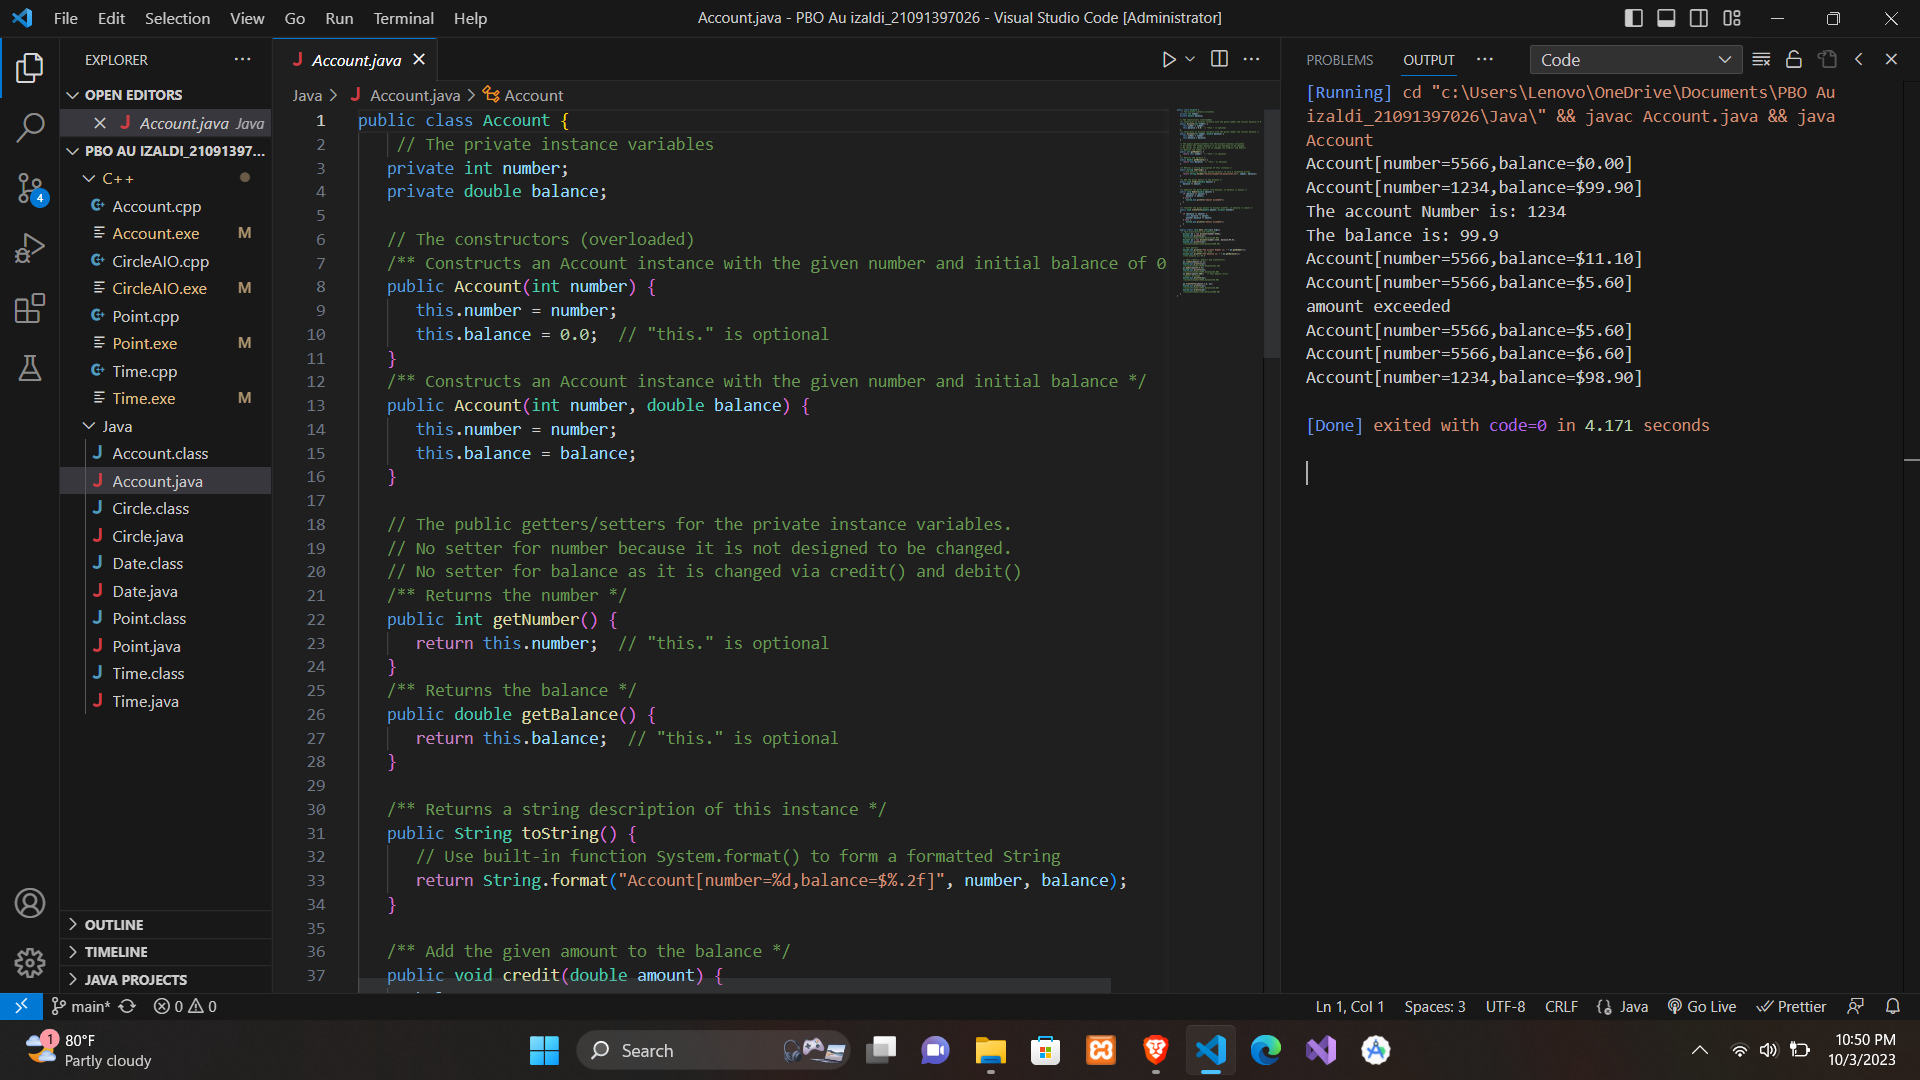 File Edit Selection View Go Run Terminal Help
Account.java - PBO Au izaldi_21091397026 - Visual Studio Code [Administrator]
EXPLORER
OPEN EDITORS
Account.java Java
PBO AU IZALDI_21091397...
C++
Account.cpp
Account.exe M
CircleAIO.cpp
CircleAIO.exe M
Point.cpp
Point.exe M
Time.cpp
Time.exe M
Java
Account.class
Account.java
Circle.class
Circle.java
Date.class
Date.java
Point.class
Point.java
Time.class
Time.java
OUTLINE
TIMELINE
JAVA PROJECTS
4
Account.java
Java > Account.java > Account
1 public class Account {
2 // The private instance variables
3 private int number;
4 private double balance;
5
6 // The constructors (overloaded)
7 /** Constructs an Account instance with the given number and initial balance of 0
8 public Account(int number) {
9 this.number = number;
10 this.balance = 0.0; // "this." is optional
11 }
12 /** Constructs an Account instance with the given number and initial balance */
13 public Account(int number, double balance) {
14 this.number = number;
15 this.balance = balance;
16 }
17
18 // The public getters/setters for the private instance variables.
19 // No setter for number because it is not designed to be changed.
20 // No setter for balance as it is changed via credit() and debit()
21 /** Returns the number */
22 public int getNumber() {
23 return this.number; // "this." is optional
24 }
25 /** Returns the balance */
26 public double getBalance() {
27 return this.balance; // "this." is optional
28 }
29
30 /** Returns a string description of this instance */
31 public String toString() {
32 // Use built-in function System.format() to form a formatted String
33 return String.format("Account[number=%d,balance=$%.2f]", number, balance);
34 }
35
36 /** Add the given amount to the balance */
37 public void credit(double amount) {
PROBLEMS OUTPUT Code
[Running] cd "c:\Users\Lenovo\OneDrive\Documents\PBO Au
izaldi_21091397026\Java\" && javac Account.java && java
Account
Account[number=5566,balance=$0.00]
Account[number=1234,balance=$99.90]
The account Number is: 1234
The balance is: 99.9
Account[number=5566,balance=$11.10]
Account[number=5566,balance=$5.60]
amount exceeded
Account[number=5566,balance=$5.60]
Account[number=5566,balance=$6.60]
Account[number=1234,balance=$98.90]
[Done] exited with code=0 in 4.171 seconds
main* 0 0
Ln 1, Col 1 Spaces: 3 UTF-8 CRLF Java Go Live Prettier
1
80°F
Partly cloudy
Search
10:50 PM
10/3/2023